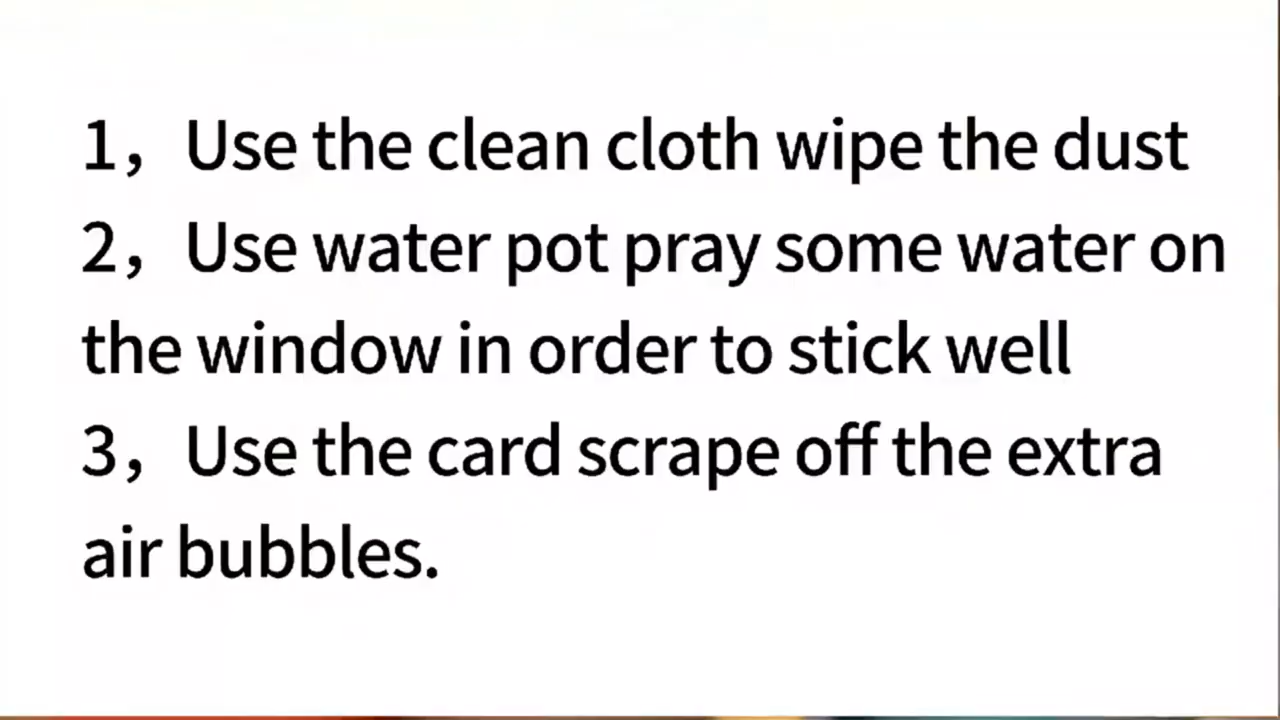 1，Use the clean cloth wipe the dust
2，Use water pot pray some water on
the window in order to stick well
3，Use the card scrape off the extra
air bubbles.